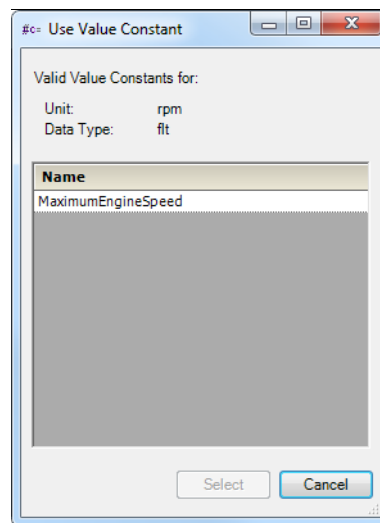 #c= Use Value Constant
Valid Value Constants for:
Unit: rpm
Data Type: flt
Name
MaximumEngineSpeed
Select Cancel